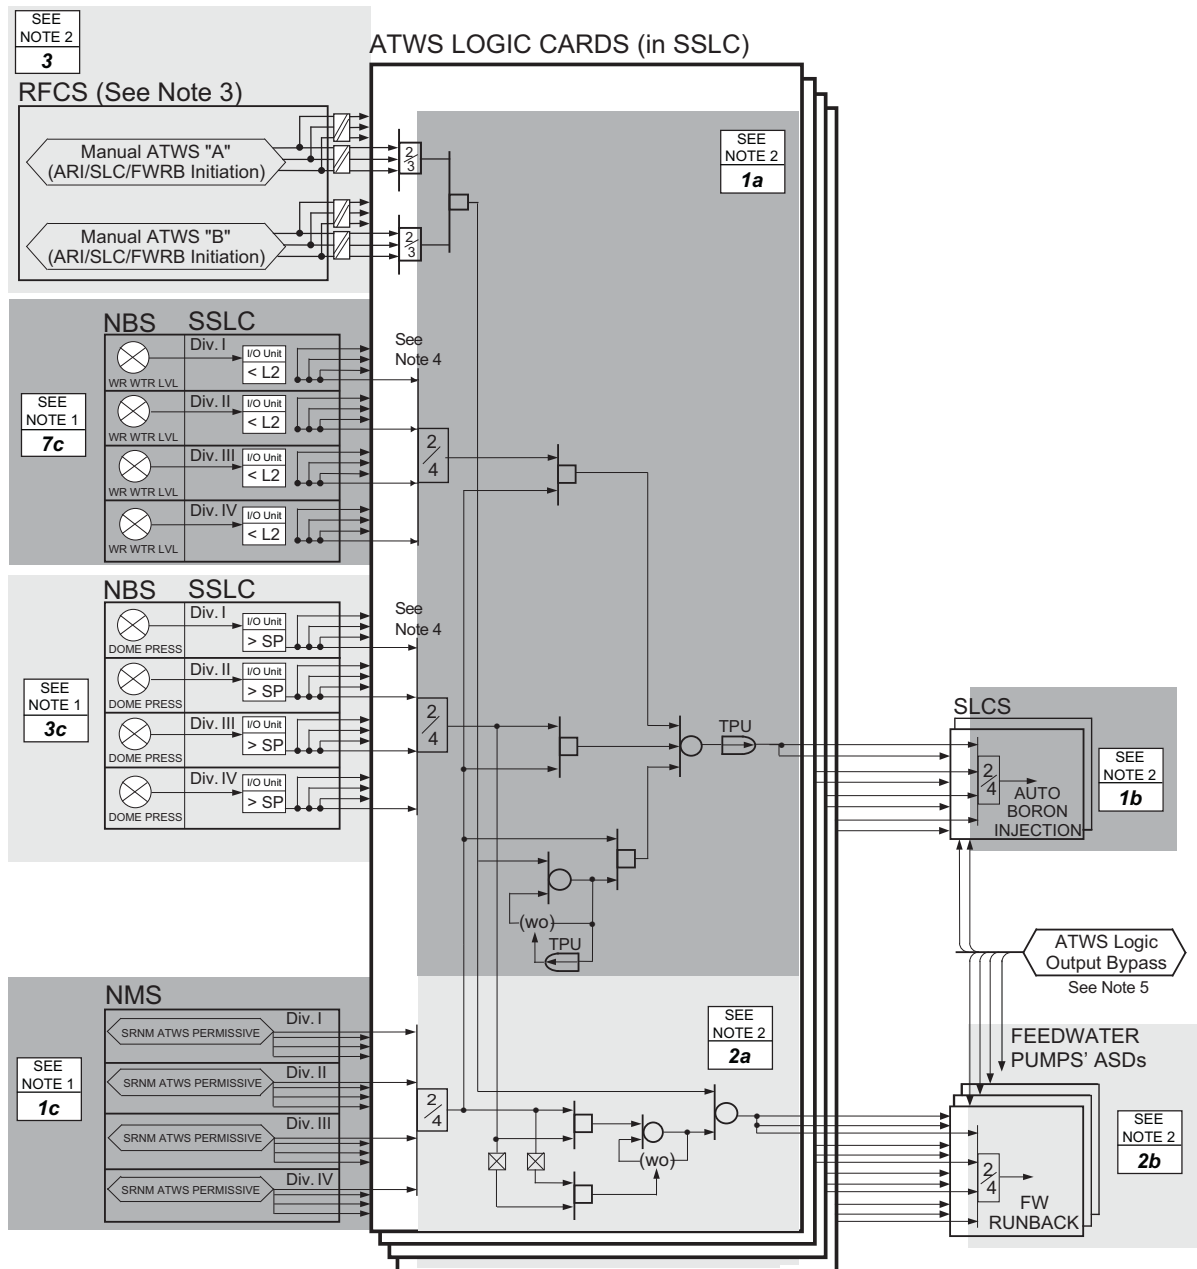 SEE
NOTE 2
3
ATWS LOGIC CARDS (in SSLC)
RFCS (See Note 3)
Manual ATWS "A"
(ARI/SLC/FWRB Initiation)
2
3
Manual ATWS "B"
(ARI/SLC/FWRB Initiation)
2
3
SEE
NOTE 2
1a
NBS SSLC
SEE
NOTE 1
7c
Div. I
I/O Unit
< L2
WR WTR LVL
Div. II
I/O Unit
< L2
WR WTR LVL
Div. III
I/O Unit
< L2
WR WTR LVL
Div. IV
I/O Unit
< L2
WR WTR LVL
See
Note 4
2
4
NBS SSLC
SEE
NOTE 1
3c
Div. I
I/O Unit
> SP
DOME PRESS
Div. II
I/O Unit
> SP
DOME PRESS
Div. III
I/O Unit
> SP
DOME PRESS
Div. IV
I/O Unit
> SP
DOME PRESS
See
Note 4
2
4
TPU
(wo)
TPU
SLCS
2
4
AUTO
BORON
INJECTION
SEE
NOTE 2
1b
ATWS Logic
Output Bypass
See Note 5
NMS
SEE
NOTE 1
1c
Div. I
SRNM ATWS PERMISSIVE
Div. II
SRNM ATWS PERMISSIVE
Div. III
SRNM ATWS PERMISSIVE
Div. IV
SRNM ATWS PERMISSIVE
2
4
SEE
NOTE 2
2a
(wo)
FEEDWATER
PUMPS' ASDs
2
4
FW
RUNBACK
SEE
NOTE 2
2b